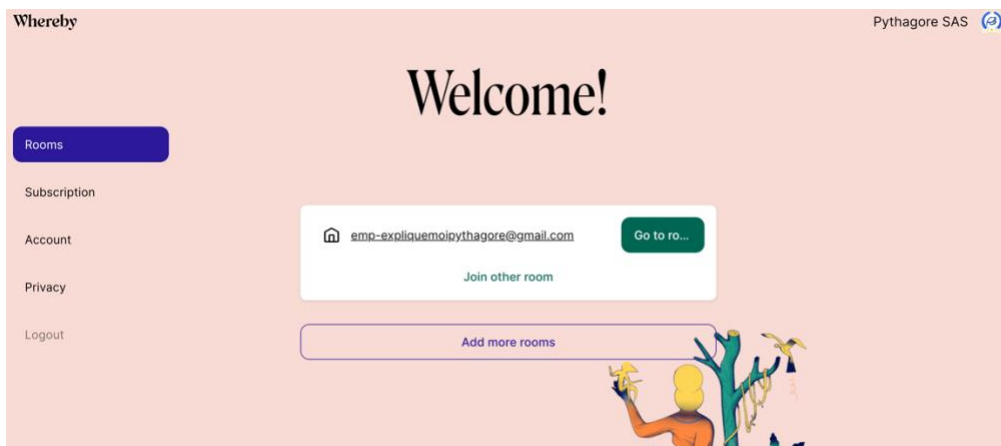 Whereby
Pythagore SAS
Welcome!
Rooms
Subscription
Account
Privacy
Logout
emp-expliquemoipythagore@gmail.com
Go to ro...
Join other room
Add more rooms